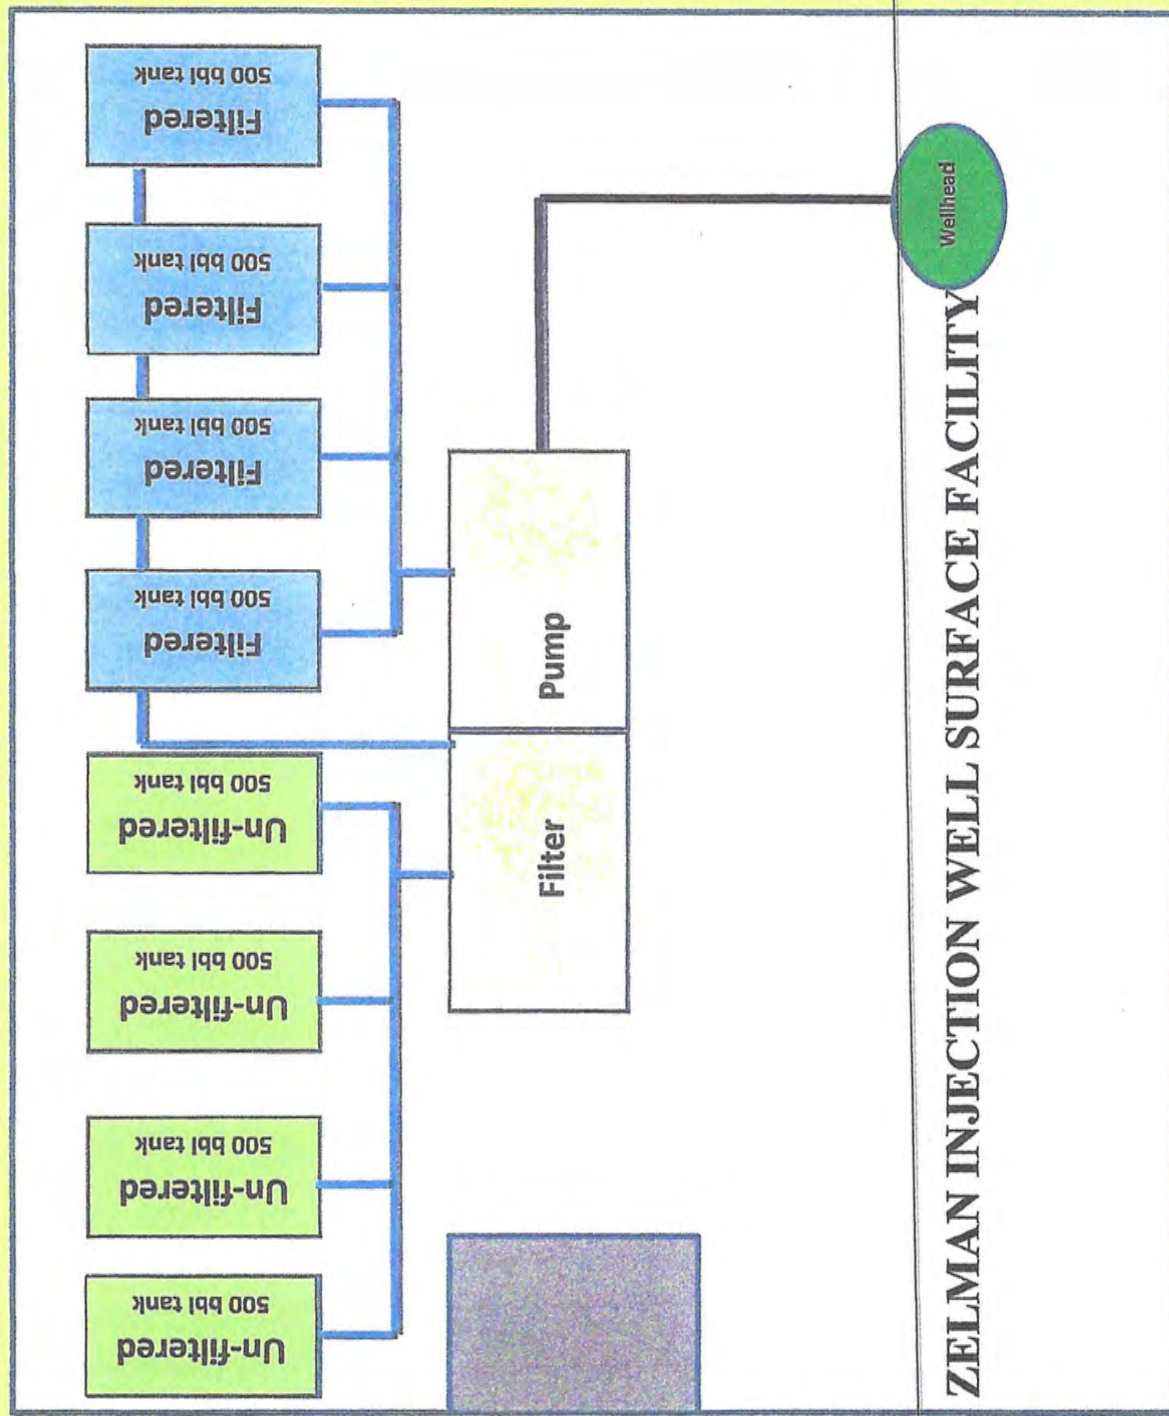 500 bbl tank
Filtered
500 bbl tank
Filtered
500 bbl tank
Filtered
500 bbl tank
Filtered
500 bbl tank
Un-filtered
500 bbl tank
Un-filtered
500 bbl tank
Un-filtered
500 bbl tank
Un-filtered
Pump
Filter
Wellhead
ZELMAN INJECTION WELL SURFACE FACILITY